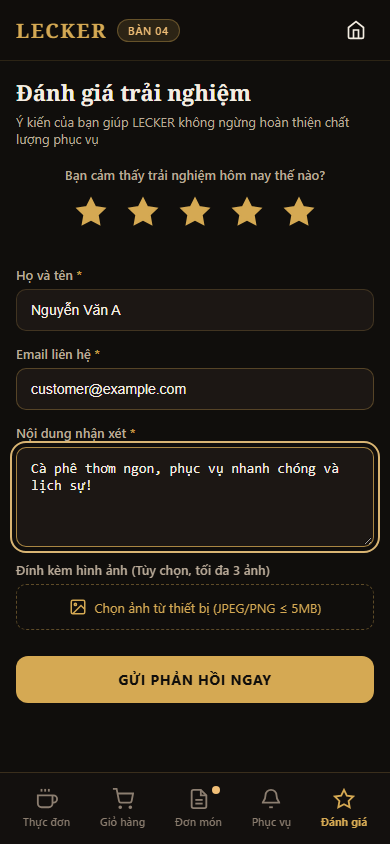 LECKER
BÀN 04
Đánh giá trải nghiệm
Ý kiến của bạn giúp LECKER không ngừng hoàn thiện chất
lượng phục vụ
Bạn cảm thấy trải nghiệm hôm nay thế nào?
Họ và tên *
Nguyễn Văn A
Email liên hệ *
customer@example.com
Nội dung nhận xét *
Cà phê thơm ngon, phục vụ nhanh chóng và
lịch sự!
Đính kèm hình ảnh (Tùy chọn, tối đa 3 ảnh)
Chọn ảnh từ thiết bị (JPEG/PNG ≤ 5MB)
GỬI PHẢN HỒI NGAY
Thực đơn
Giỏ hàng
Đơn món
Phục vụ
Đánh giá